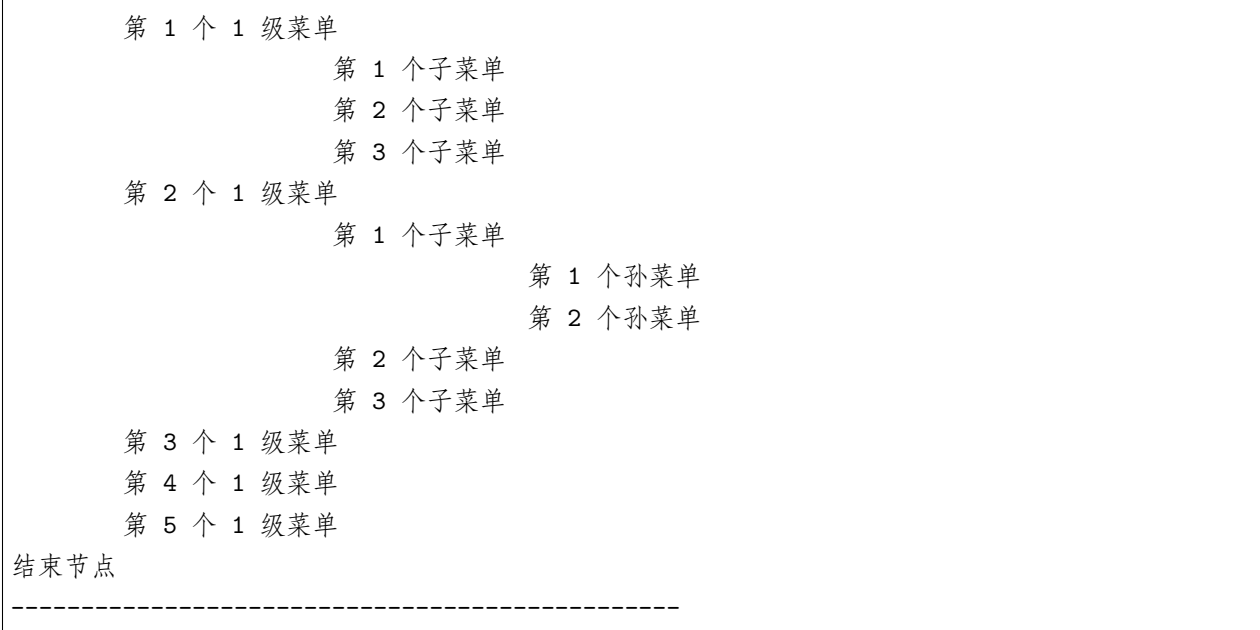 第 1 个 1 级菜单
第 1 个子菜单
第 2 个子菜单
第 3 个子菜单
第 2 个 1 级菜单
第 1 个子菜单
第 1 个孙菜单
第 2 个孙菜单
第 2 个子菜单
第 3 个子菜单
第 3 个 1 级菜单
第 4 个 1 级菜单
第 5 个 1 级菜单
结束节点
------------------------------------------------